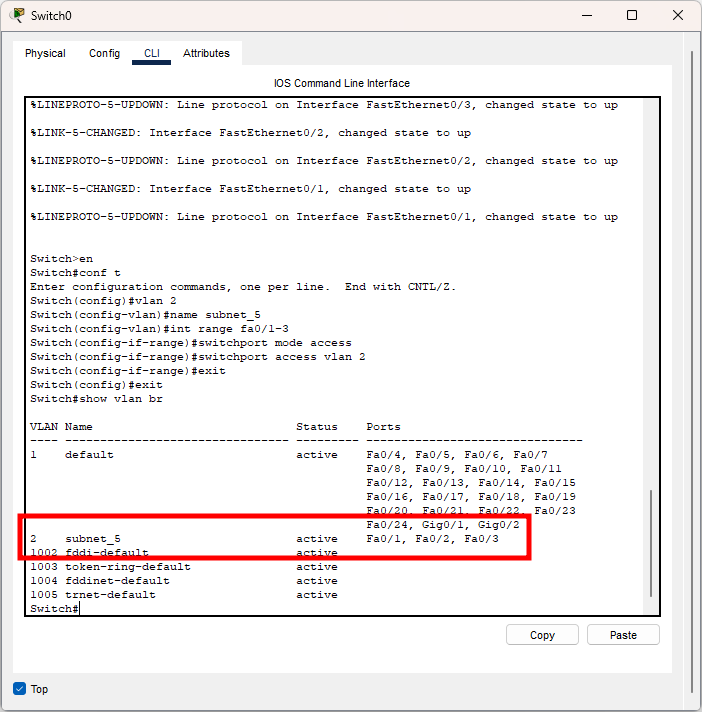 Switch0
Physical Config CLI Attributes
IOS Command Line Interface
%LINEPROTO-5-UPDOWN: Line protocol on Interface FastEthernet0/3, changed state to up
%LINK-5-CHANGED: Interface FastEthernet0/2, changed state to up
%LINEPROTO-5-UPDOWN: Line protocol on Interface FastEthernet0/2, changed state to up
%LINK-5-CHANGED: Interface FastEthernet0/1, changed state to up
%LINEPROTO-5-UPDOWN: Line protocol on Interface FastEthernet0/1, changed state to up
Switch>en
Switch#conf t
Enter configuration commands, one per line.  End with CNTL/Z.
Switch(config)#vlan 2
Switch(config-vlan)#name subnet_5
Switch(config-vlan)#int range fa0/1-3
Switch(config-if-range)#switchport mode access
Switch(config-if-range)#switchport access vlan 2
Switch(config-if-range)#exit
Switch(config)#exit
Switch#show vlan br
VLAN Name                             Status    Ports
---- -------------------------------- --------- -------------------------------
1    default                          active    Fa0/4, Fa0/5, Fa0/6, Fa0/7
                                                Fa0/8, Fa0/9, Fa0/10, Fa0/11
                                                Fa0/12, Fa0/13, Fa0/14, Fa0/15
                                                Fa0/16, Fa0/17, Fa0/18, Fa0/19
                                                Fa0/20, Fa0/21, Fa0/22, Fa0/23
                                                Fa0/24, Gig0/1, Gig0/2
2    subnet_5                         active    Fa0/1, Fa0/2, Fa0/3
1002 fddi-default                     active
1003 token-ring-default               active
1004 fddinet-default                  active
1005 trnet-default                    active
Switch#
Copy Paste
Top